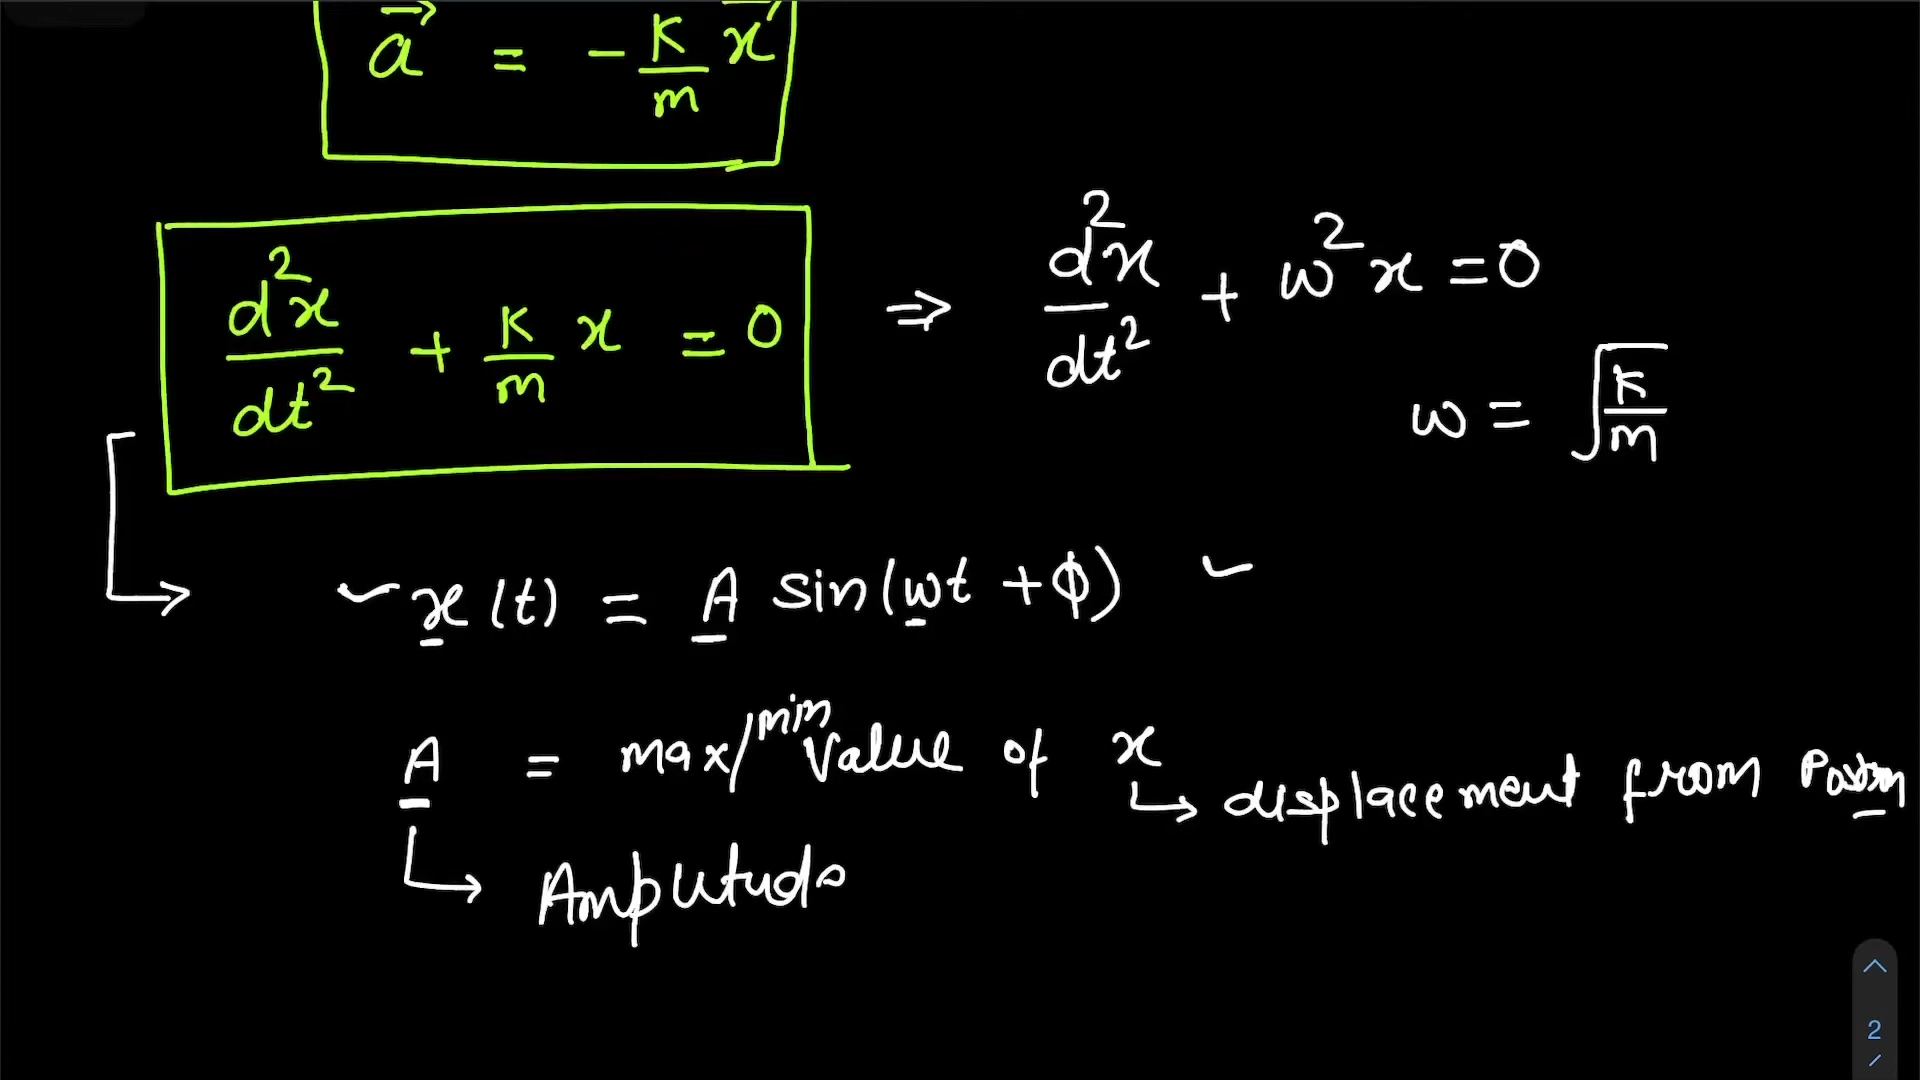 a⃗ = - K/m x⃗
d²x/dt² + K/m x = 0 ⇒ d²x/dt² + ω²x = 0
ω = √(K/m)
x(t) = A sin(ωt + φ)
A = max/min value of x
↳ displacement from
↳ Amplitude
2